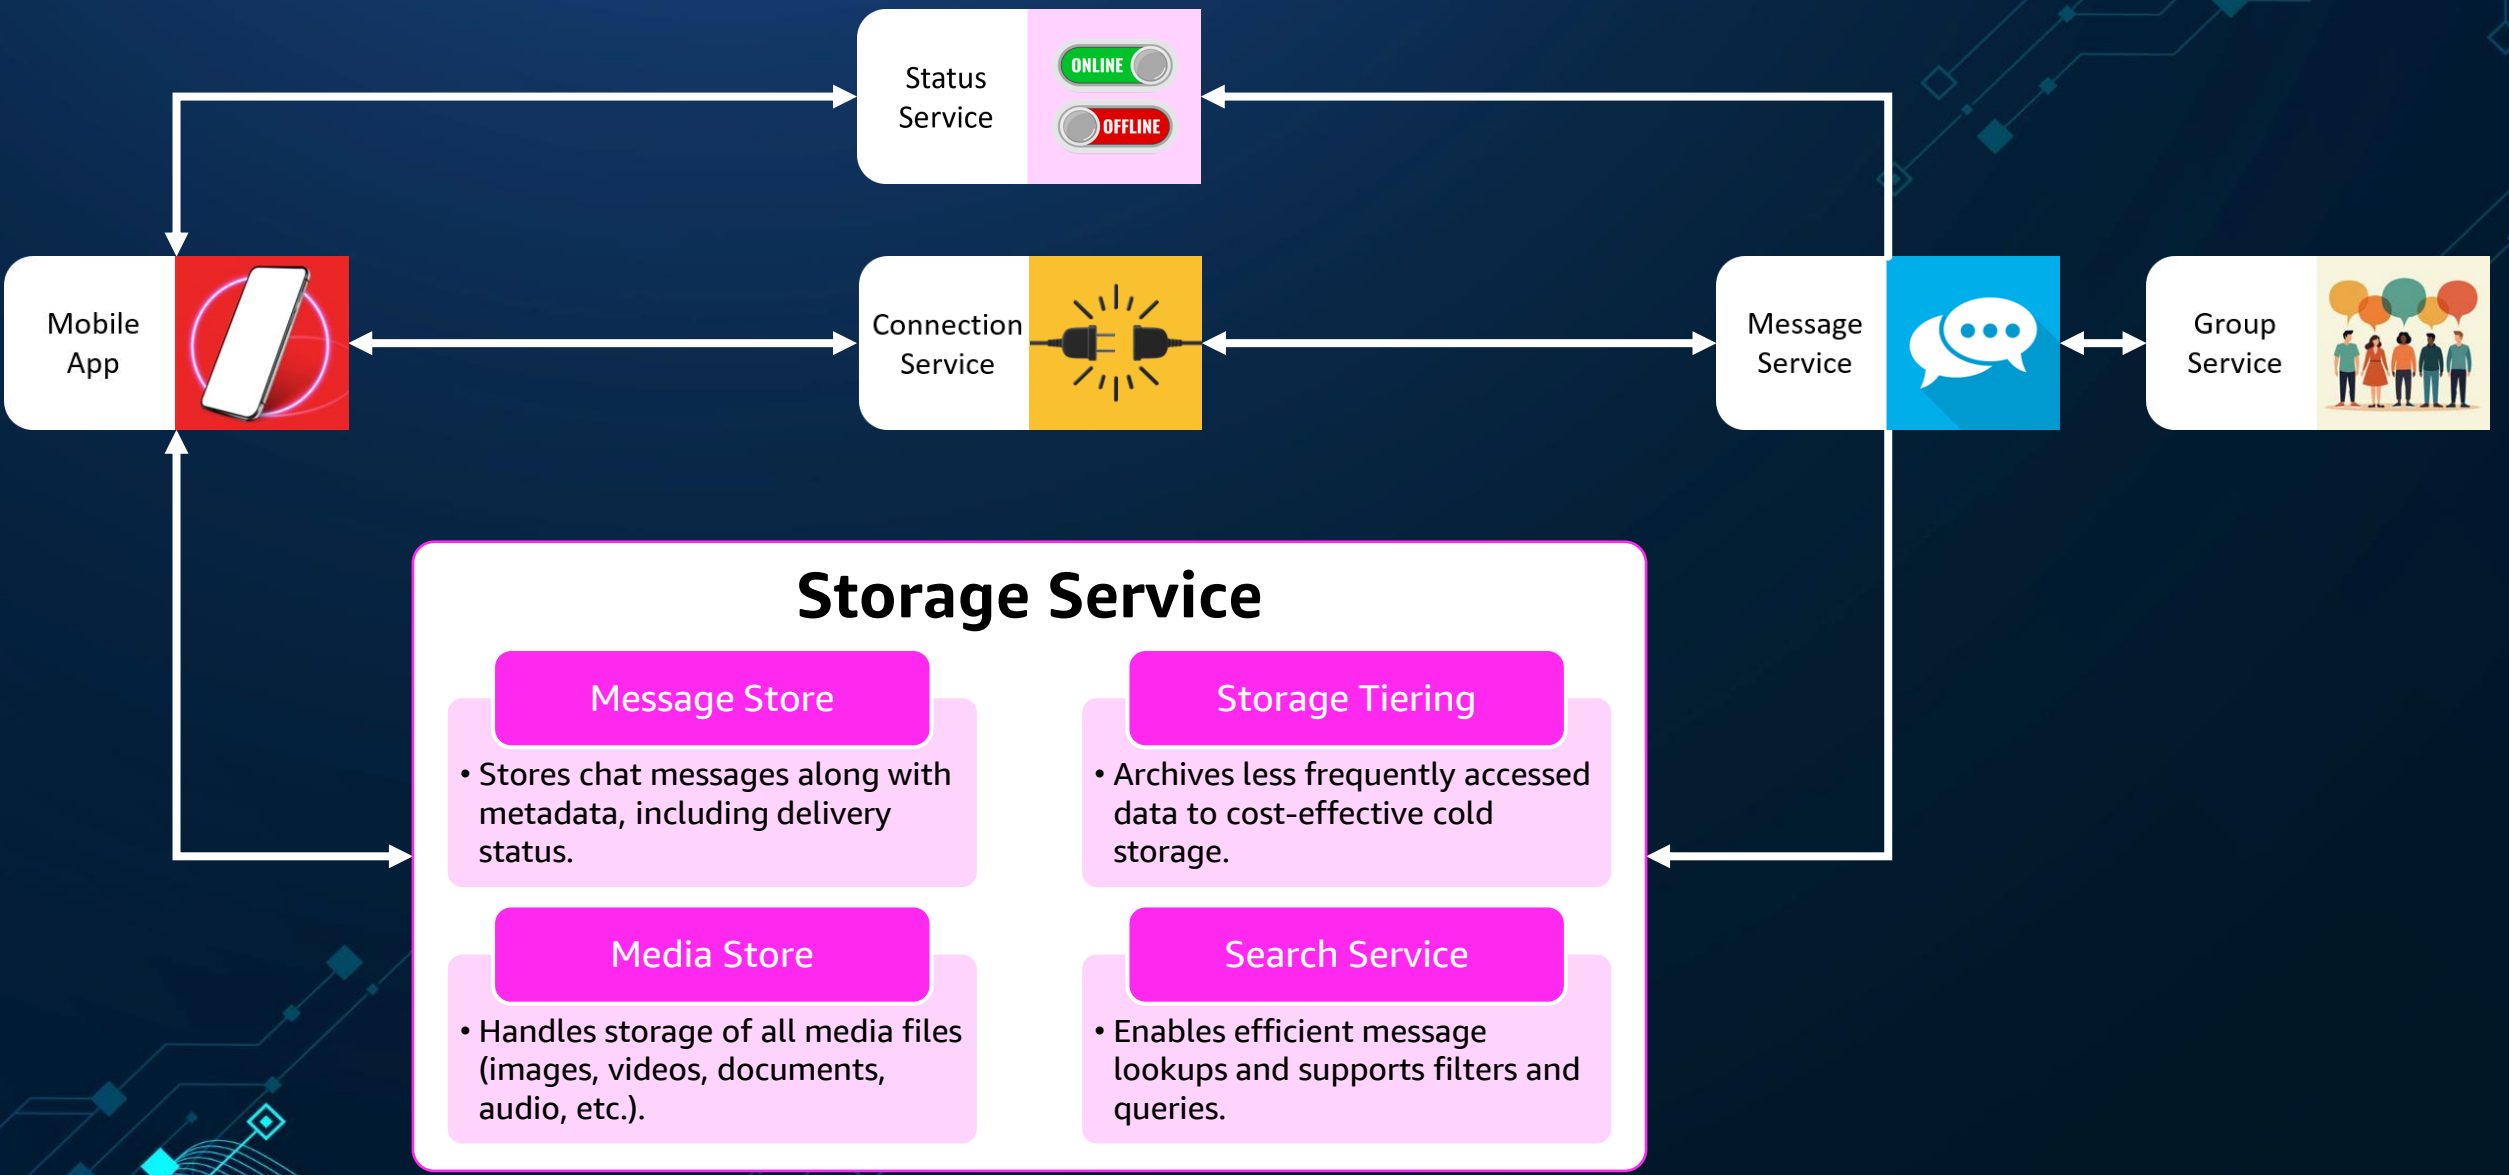 Status
Service
ONLINE
OFFLINE
Mobile
App
Connection
Service
Message
Service
Group
Service
Storage Service
Message Store
• Stores chat messages along with
metadata, including delivery
status.
Storage Tiering
• Archives less frequently accessed
data to cost-effective cold
storage.
Media Store
• Handles storage of all media files
(images, videos, documents,
audio, etc.).
Search Service
• Enables efficient message
lookups and supports filters and
queries.